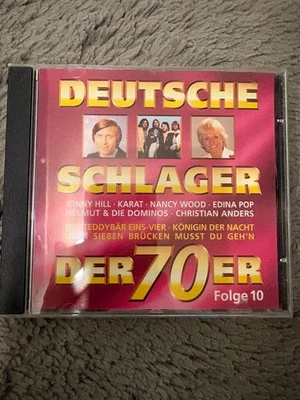 DEUTSCHE
SCHLAGER
JONNY HILL · KARAT · NANCY WOOD · EDINA POP
HELMUT & DIE DOMINOS · CHRISTIAN ANDERS
TEDDYBÄR EINS-VIER · KÖNIGIN DER NACHT
SIEBEN BRÜCKEN MUSST DU GEH'N
DER 70 ER
Folge 10